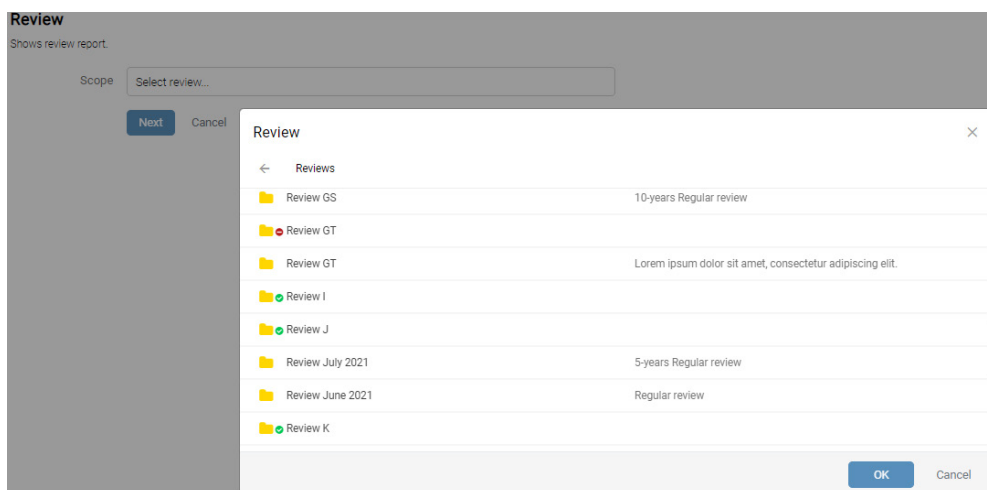 Review
Shows review report.
Scope
Select review...
Next
Cancel
Review
Reviews
Review GS
10-years Regular review
Review GT
Review GT
Lorem ipsum dolor sit amet, consectetur adipiscing elit.
Review I
Review J
Review July 2021
5-years Regular review
Review June 2021
Regular review
Review K
OK
Cancel